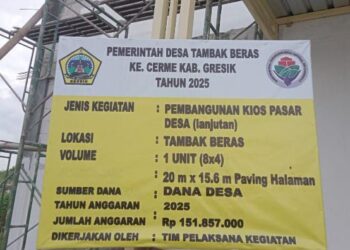 PEMERINTAH DESA TAMBAK BERAS
KE. CERME KAB. GRESIK
TAHUN 2025
JENIS KEGIATAN : PEMBANGUNAN KIOS PASAR
DESA (lanjutan)
LOKASI : TAMBAK BERAS
VOLUME : 1 UNIT (8x4)
20 m x 15.6 m Paving Halaman
SUMBER DANA : DANA DESA
TAHUN ANGGARAN : 2025
JUMLAH ANGGARAN : Rp 151.857.000
DIKERJAKAN OLEH : TIM PELAKSANA KEGIATAN